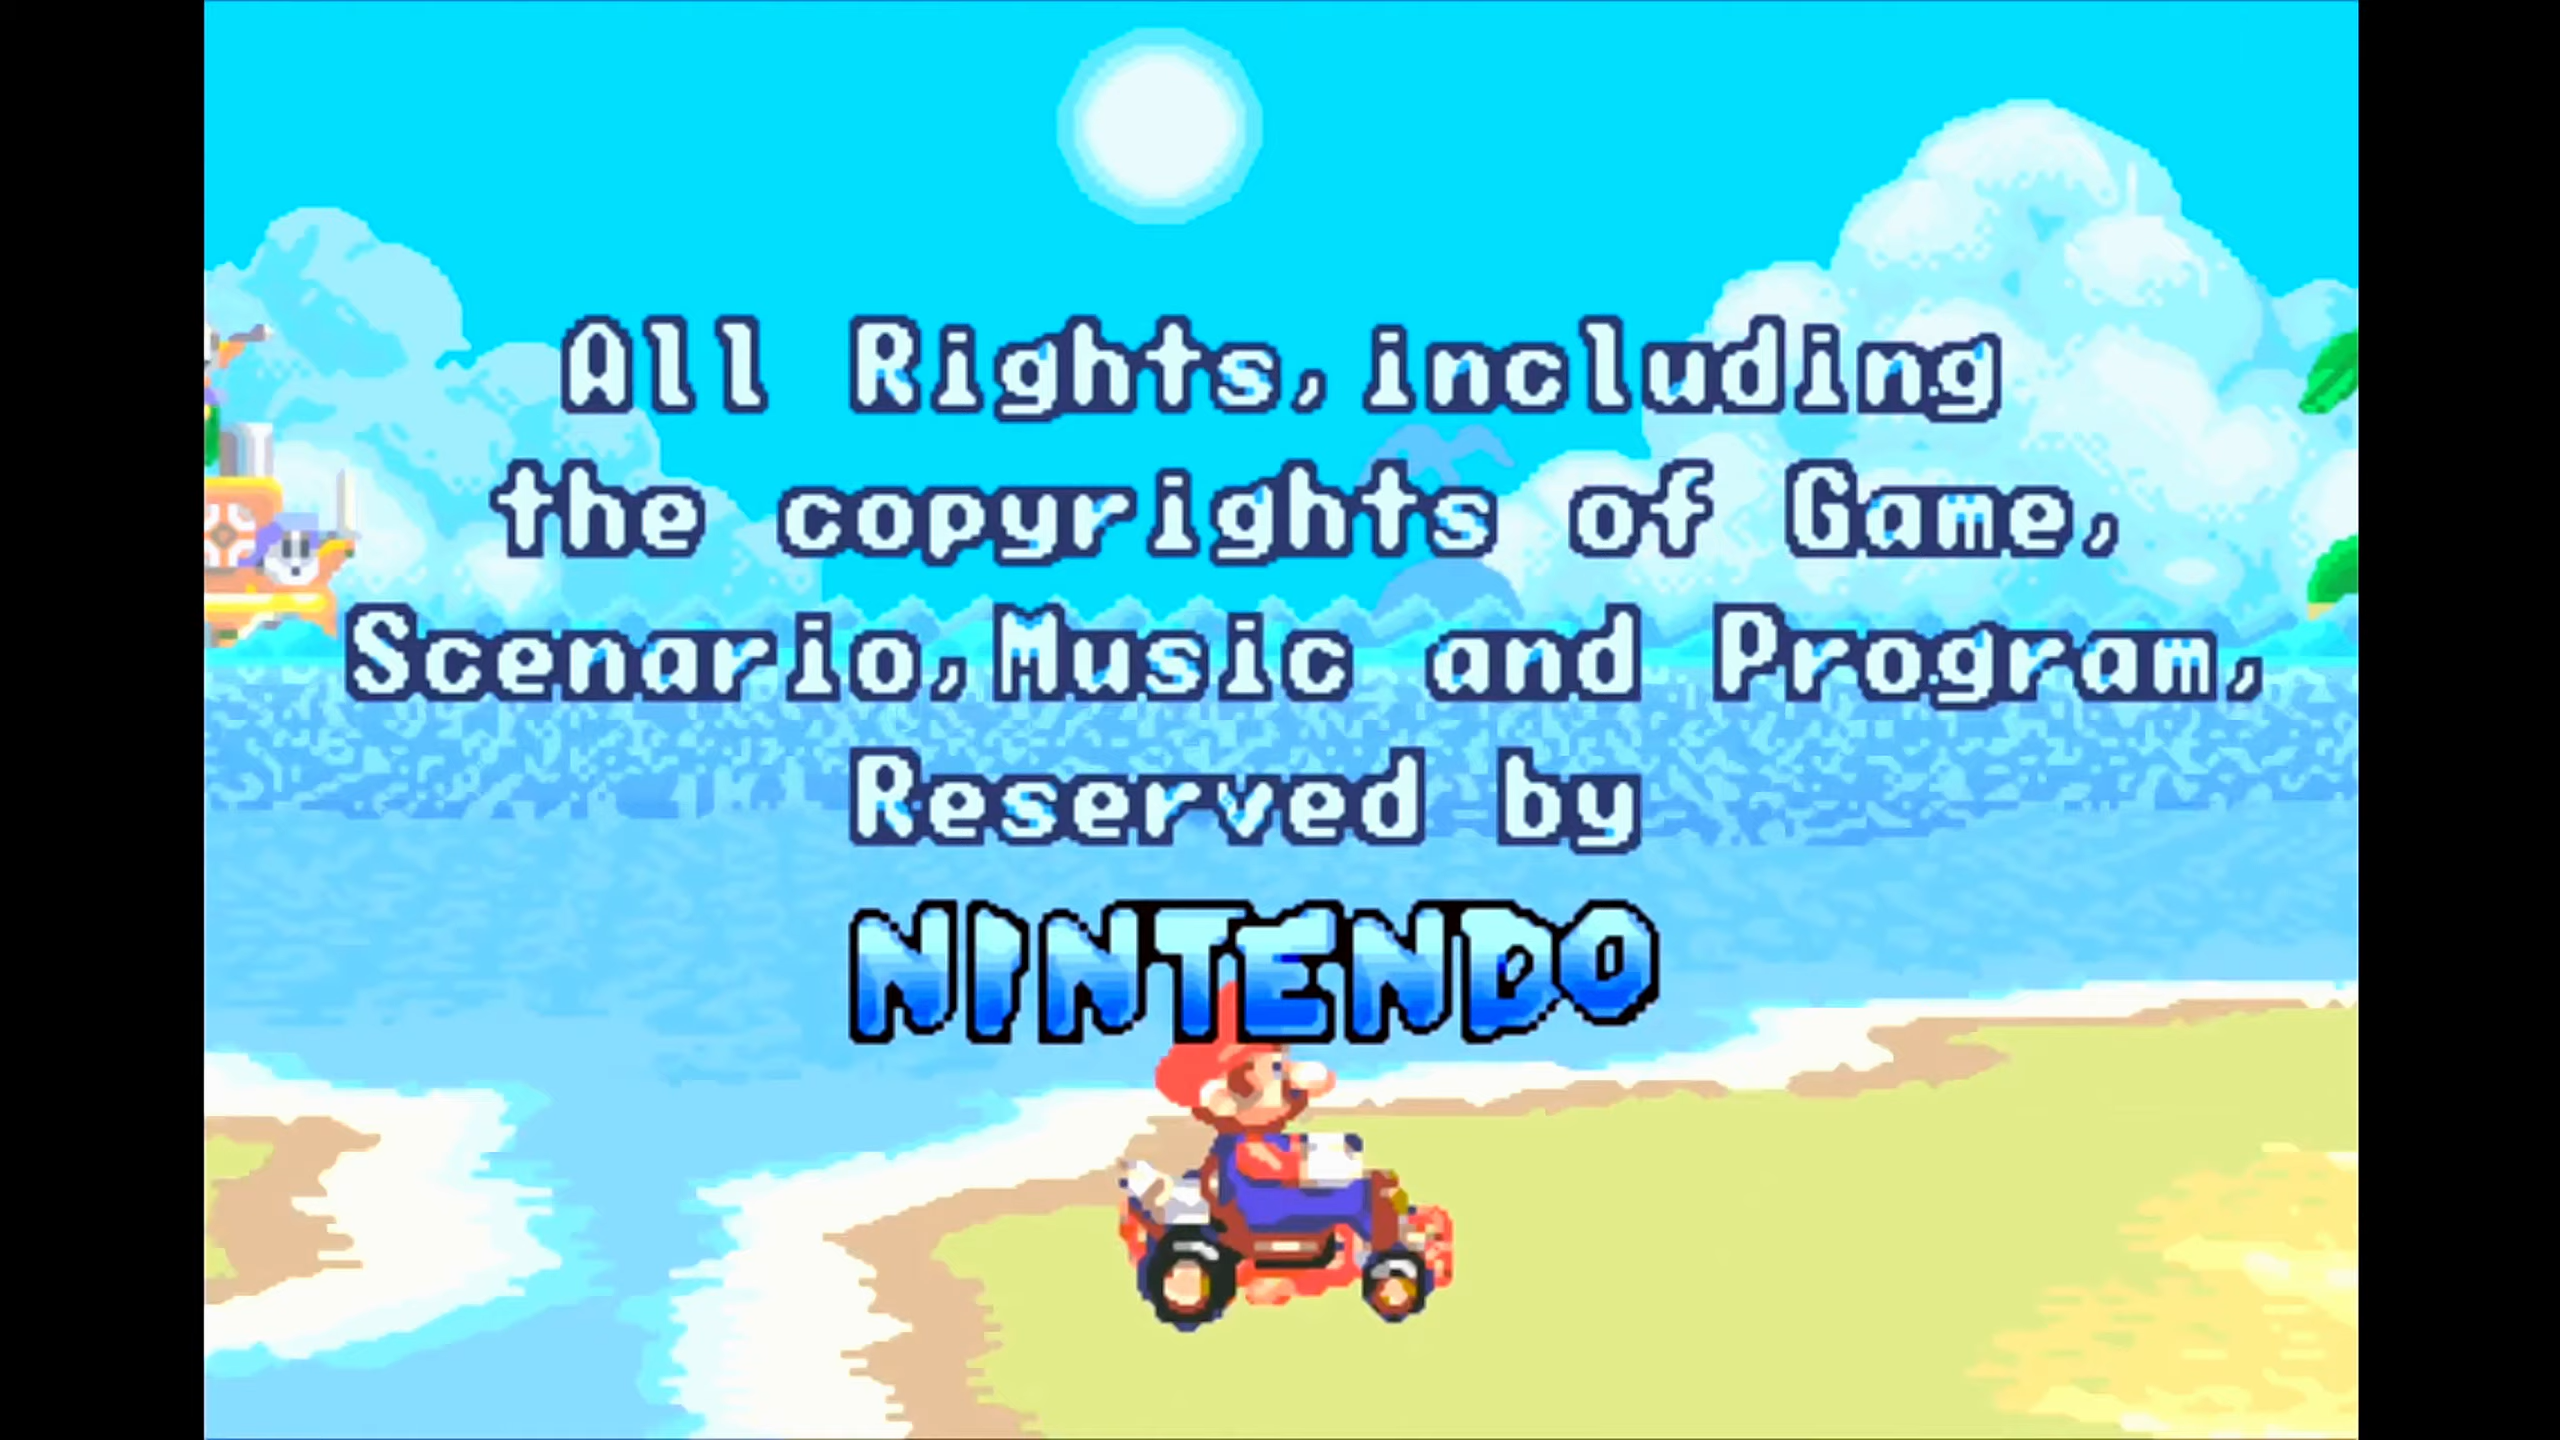 All Rights,including
the copyrights of Game,
Scenario,Music and Program,
Reserved by
NINTENDO